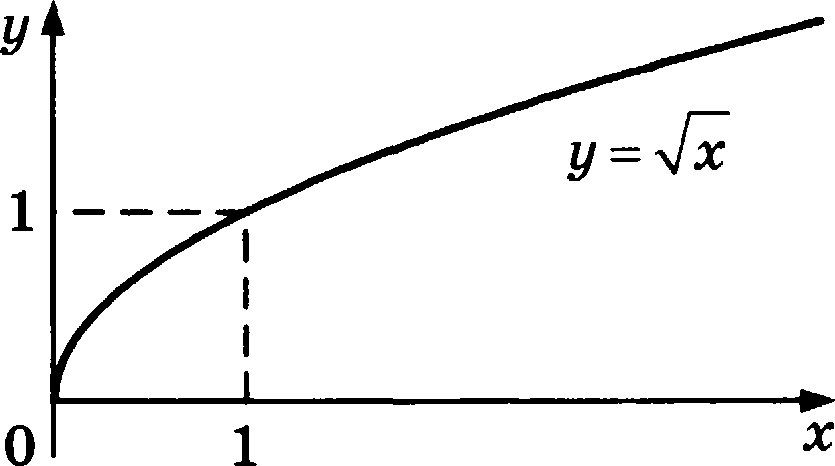 y
y = √x
1
0
1
x